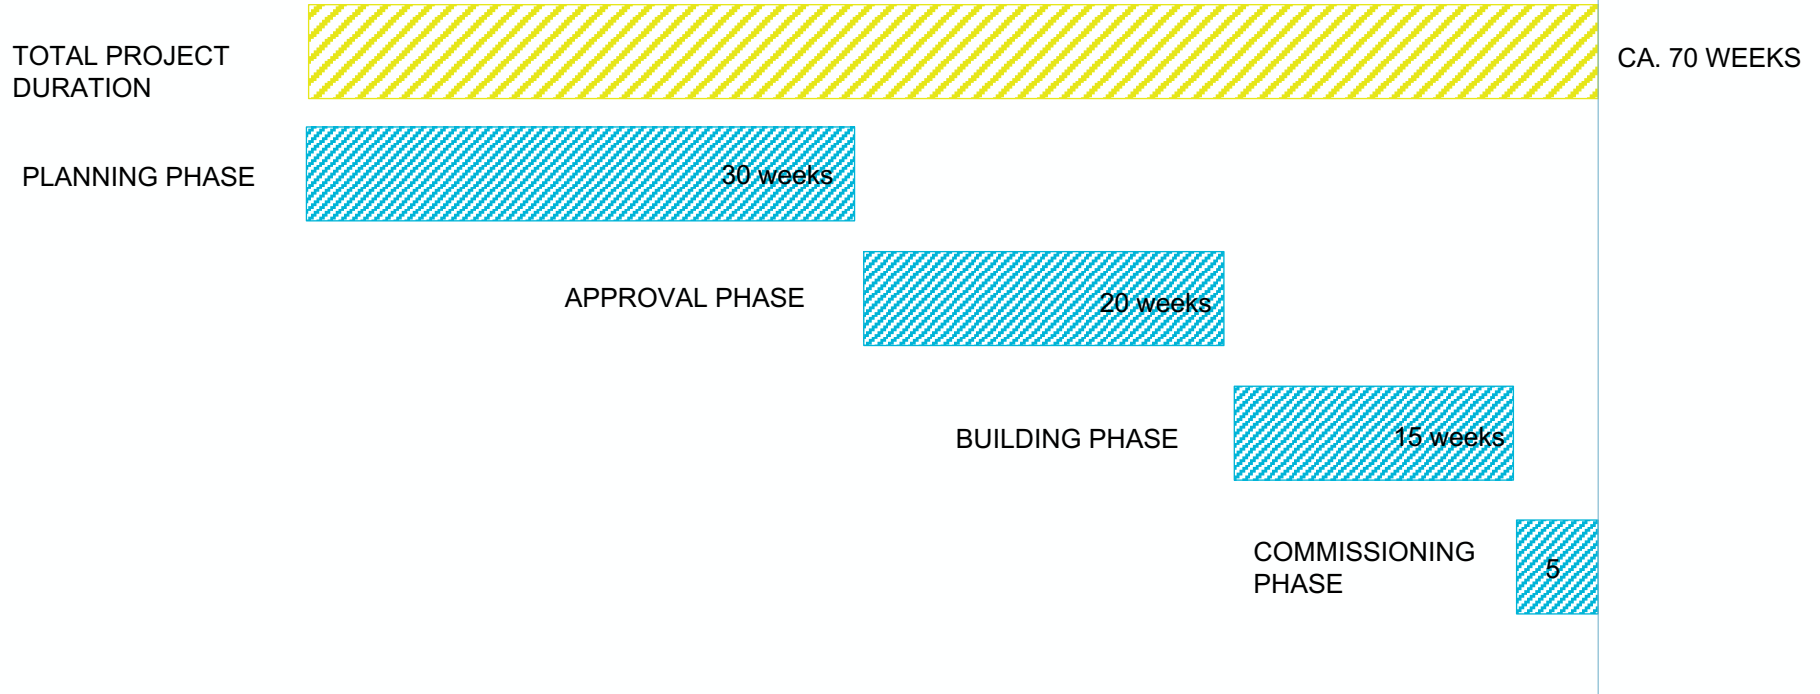 TOTAL PROJECT
DURATION
CA. 70 WEEKS
PLANNING PHASE
30 weeks
APPROVAL PHASE
20 weeks
BUILDING PHASE
15 weeks
COMMISSIONING
PHASE
5